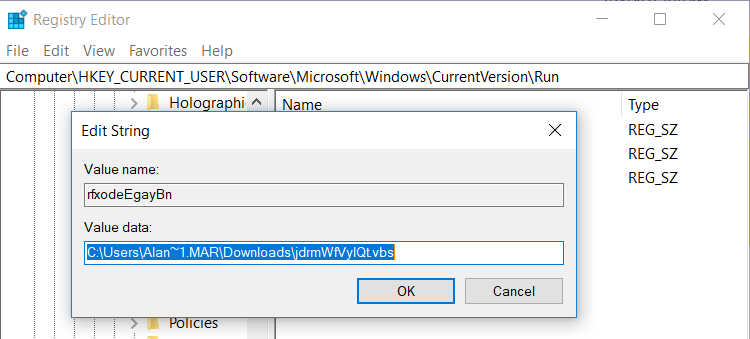 Registry Editor
File Edit View Favorites Help
Computer\HKEY_CURRENT_USER\Software\Microsoft\Windows\CurrentVersion\Run
Holographic
Name Type
Edit String
REG_SZ
REG_SZ
REG_SZ
Value name:
rfxodeEgayBn
Value data:
C:\Users\Alan~1.MAR\Downloads\jdrmWfVylQt.vbs
OK Cancel
Policies